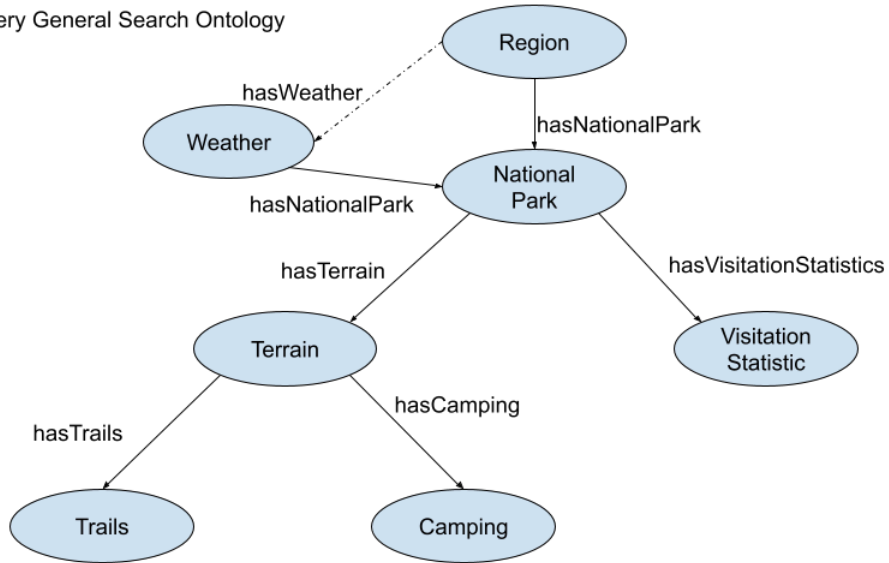 ery General Search Ontology
Region
hasWeather
hasNationalPark
Weather
National
Park
hasNationalPark
hasTerrain
hasVisitationStatistics
Terrain
Visitation
Statistic
hasCamping
hasTrails
Trails
Camping